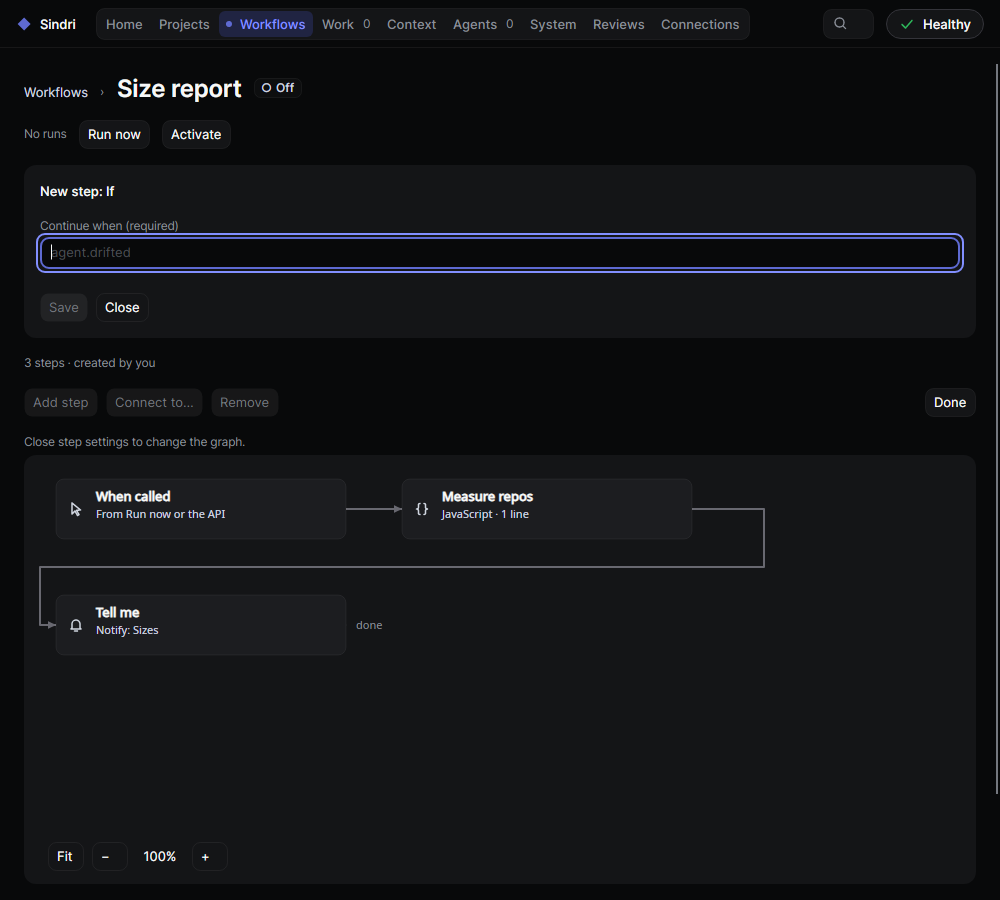 Sindri Home Projects Workflows Work 0 Context Agents 0 System Reviews Connections Healthy
Workflows › Size report Off
No runs Run now Activate
New step: If
Continue when (required)
agent.drifted
Save Close
3 steps · created by you
Add step Connect to... Remove Done
Close step settings to change the graph.
When called
From Run now or the API
Measure repos
JavaScript · 1 line
Tell me
Notify: Sizes
done
Fit − 100% +